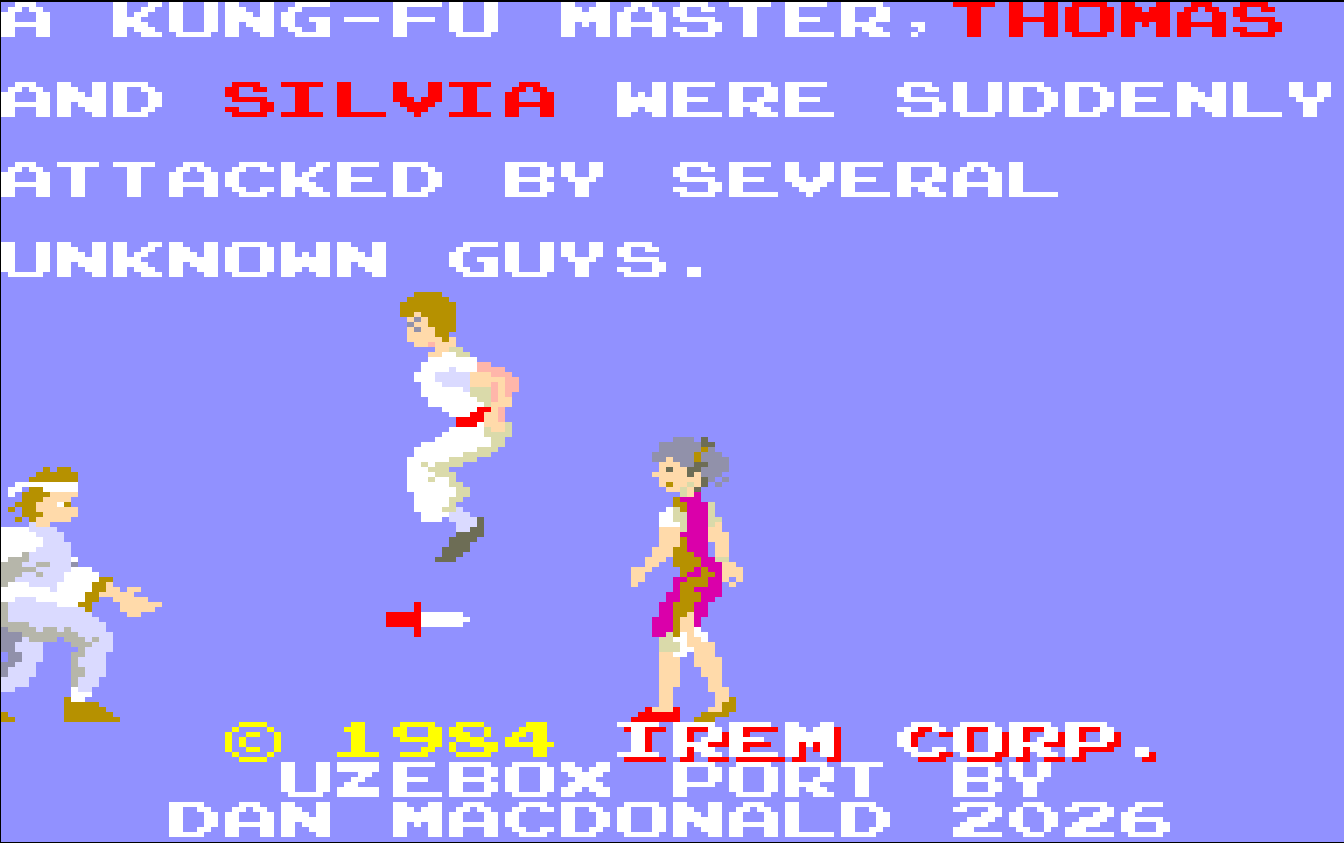 A KUNG-FU MASTER,THOMAS
AND SILVIA WERE SUDDENLY
ATTACKED BY SEVERAL
UNKNOWN GUYS.
© 1984 IREM CORP.
UZEBOX PORT BY
DAN MACDONALD 2026